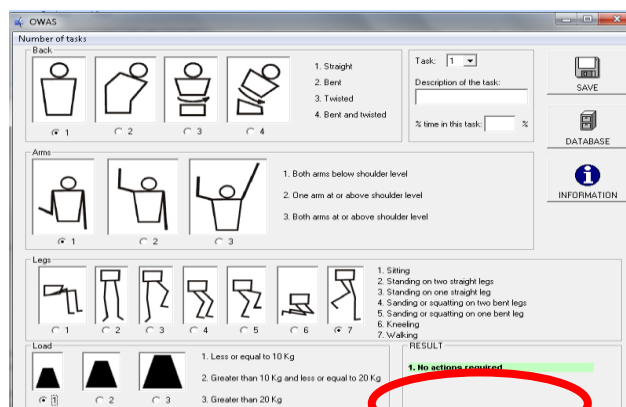 OWAS
Number of tasks
Back
1. Straight
2. Bent
3. Twisted
4. Bent and twisted
1 2 3 4
Task: 1
Description of the task:
% time in this task: %
SAVE
DATABASE
INFORMATION
Arms
1. Both arms below shoulder level
2. One arm at or above shoulder level
3. Both arms at or above shoulder level
1 2 3
Legs
1. Sitting
2. Standing on two straight legs
3. Standing on one straight leg
4. Sanding or squatting on two bent legs
5. Sanding or squatting on one bent leg
6. Kneeling
7. Walking
1 2 3 4 5 6 7
Load
1. Less or equal to 10 Kg
2. Greater than 10 Kg and less or equal to 20 Kg
3. Greater than 20 Kg
1 2 3
RESULT
1. No actions required